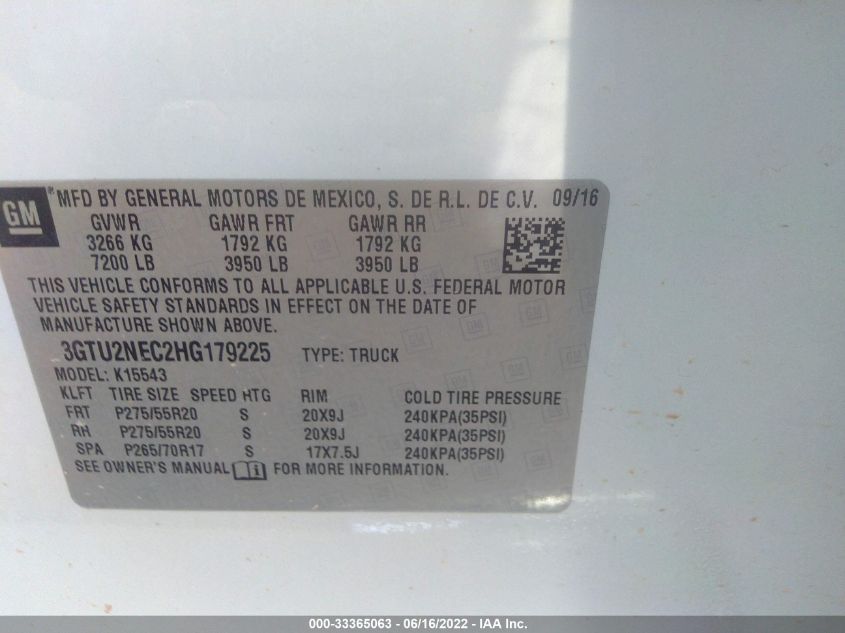 GM
® MFD BY GENERAL MOTORS DE MEXICO, S. DE R.L. DE C.V. 09/16
GVWR GAWR FRT GAWR RR
3266 KG 1792 KG 1792 KG
7200 LB 3950 LB 3950 LB
THIS VEHICLE CONFORMS TO ALL APPLICABLE U.S. FEDERAL MOTOR
VEHICLE SAFETY STANDARDS IN EFFECT ON THE DATE OF
MANUFACTURE SHOWN ABOVE.
3GTU2NEC2HG179225 TYPE: TRUCK
MODEL: K15543
KLFT TIRE SIZE SPEED RTG RIM COLD TIRE PRESSURE
FRT P275/55R20 S 20X9J 240KPA(35PSI)
RH P275/55R20 S 20X9J 240KPA(35PSI)
SPA P265/70R17 S 17X7.5J 240KPA(35PSI)
SEE OWNER'S MANUAL FOR MORE INFORMATION.
000-33365063 - 06/16/2022 - IAA Inc.